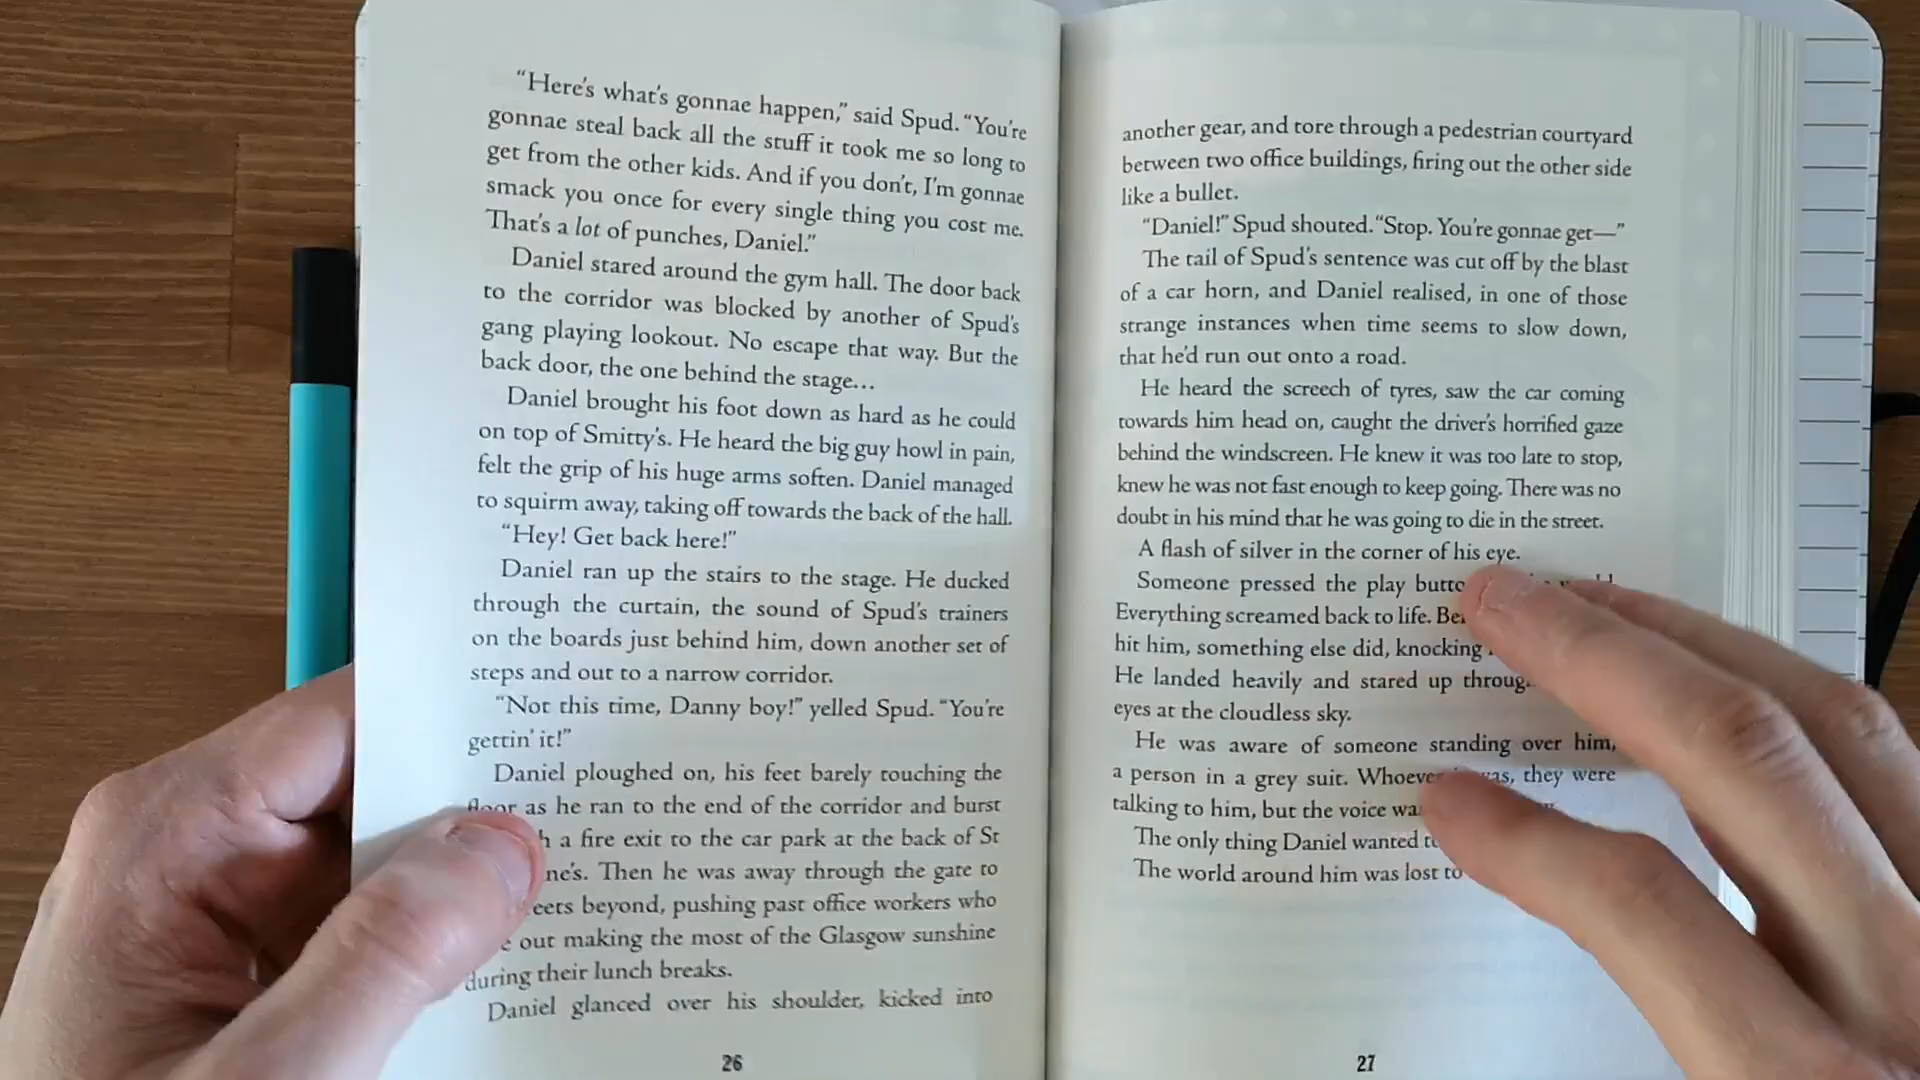 “Here’s what’s gonnae happen,” said Spud. “You’re
gonnae steal back all the stuff it took me so long to
get from the other kids. And if you don’t, I’m gonnae
smack you once for every single thing you cost me.
That’s a lot of punches, Daniel.”
Daniel stared around the gym hall. The door back
to the corridor was blocked by another of Spud’s
gang playing lookout. No escape that way. But the
back door, the one behind the stage…
Daniel brought his foot down as hard as he could
on top of Smitty’s. He heard the big guy howl in pain,
felt the grip of his huge arms soften. Daniel managed
to squirm away, taking off towards the back of the hall.
“Hey! Get back here!”
Daniel ran up the stairs to the stage. He ducked
through the curtain, the sound of Spud’s trainers
on the boards just behind him, down another set of
steps and out to a narrow corridor.
“Not this time, Danny boy!” yelled Spud. “You’re
gettin’ it!”
Daniel ploughed on, his feet barely touching the
floor as he ran to the end of the corridor and burst
a fire exit to the car park at the back of St
Then he was away through the gate to
beyond, pushing past office workers who
out making the most of the Glasgow sunshine
during their lunch breaks.
Daniel glanced over his shoulder, kicked into
26
another gear, and tore through a pedestrian courtyard
between two office buildings, firing out the other side
like a bullet.
“Daniel!” Spud shouted. “Stop. You’re gonnae get—”
The tail of Spud’s sentence was cut off by the blast
of a car horn, and Daniel realised, in one of those
strange instances when time seems to slow down,
that he’d run out onto a road.
He heard the screech of tyres, saw the car coming
towards him head on, caught the driver’s horrified gaze
behind the windscreen. He knew it was too late to stop,
knew he was not fast enough to keep going. There was no
doubt in his mind that he was going to die in the street.
A flash of silver in the corner of his eye.
Someone pressed the play
Everything screamed back to life.
hit him, something else did, knocking
He landed heavily and stared up
eyes at the cloudless sky.
He was aware of someone standing over him,
a person in a grey suit. they were
talking to him, but the voice
The only thing Daniel wanted
The world around him was lost to
27